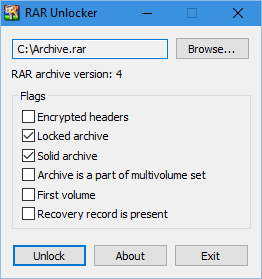 RAR Unlocker
C:\Archive.rar
Browse...
RAR archive version: 4
Flags
Encrypted headers
Locked archive
Solid archive
Archive is a part of multivolume set
First volume
Recovery record is present
Unlock
About
Exit